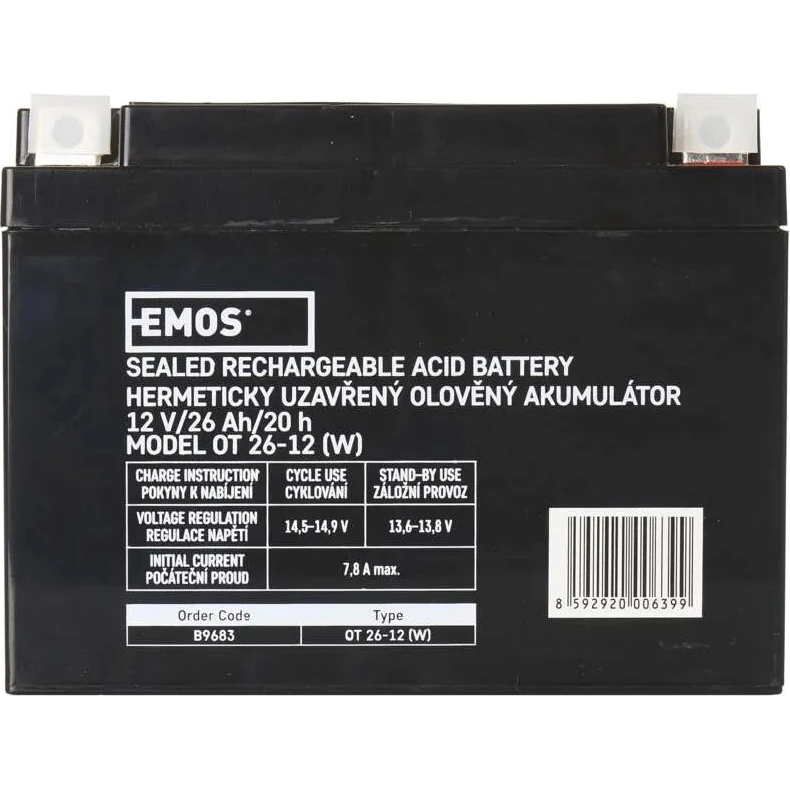 EMOS
SEALED RECHARGEABLE ACID BATTERY
HERMETICKY UZAVŘENÝ OLOVĚNÝ AKUMULÁTOR
12 V/26 Ah/20 h
MODEL OT 26-12 (W)
CHARGE INSTRUCTION CYCLE USE STAND-BY USE
POKYNY K NABÍJENÍ CYKLOVÁNÍ ZÁLOŽNÍ PROVOZ
VOLTAGE REGULATION
REGULACE NAPĚTÍ 14,5-14,9 V 13,6-13,8 V
INITIAL CURRENT
POČÁTEČNÍ PROUD 7,8 A max.
Order Code Type
B9683 OT 26-12 (W)
8 592920 006399